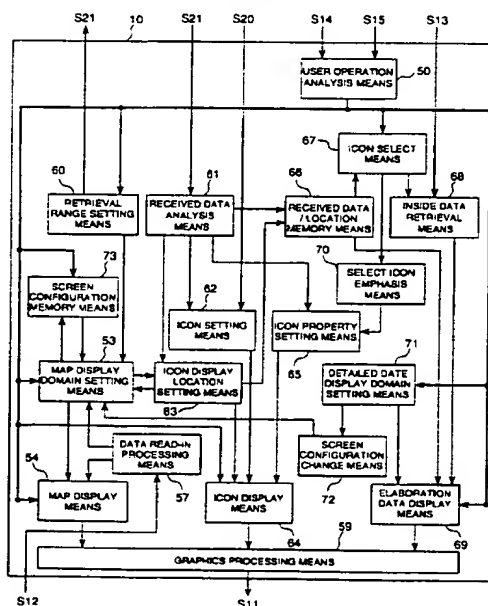 S21
10
S21
S20
S14
S15
S13
USER OPERATION
ANALYSIS MEANS
50
67
ICON SELECT
MEANS
68
60
RETRIEVAL
RANGE SETTING
MEANS
61
RECEIVED DATA
ANALYSIS
MEANS
66
RECEIVED DATA
/ LOCATION
MEMORY MEANS
INSIDE DATA
RETRIEVAL MEANS
70
SELECT ICON
EMPHASIS
MEANS
73
SCREEN
CONFIGURATION
MEMORY MEANS
62
ICON SETTING
MEANS
ICON PROPERTY
SETTING MEANS
65
71
DETAILED DATE
DISPLAY DOMAIN
SETTING MEANS
53
MAP DISPLAY
DOMAIN SETTING
MEANS
ICON DISPLAY
LOCATION
SETTING MEANS
63
DATA READ-IN
PROCESSING
MEANS
57
SCREEN
CONFIGURATION
CHANGE MEANS
72
54
MAP DISPLAY
MEANS
ICON DISPLAY
MEANS
64
ELABORATION
DATA DISPLAY
MEANS
69
59
GRAPHICS PROCESSING MEANS
S12
S11